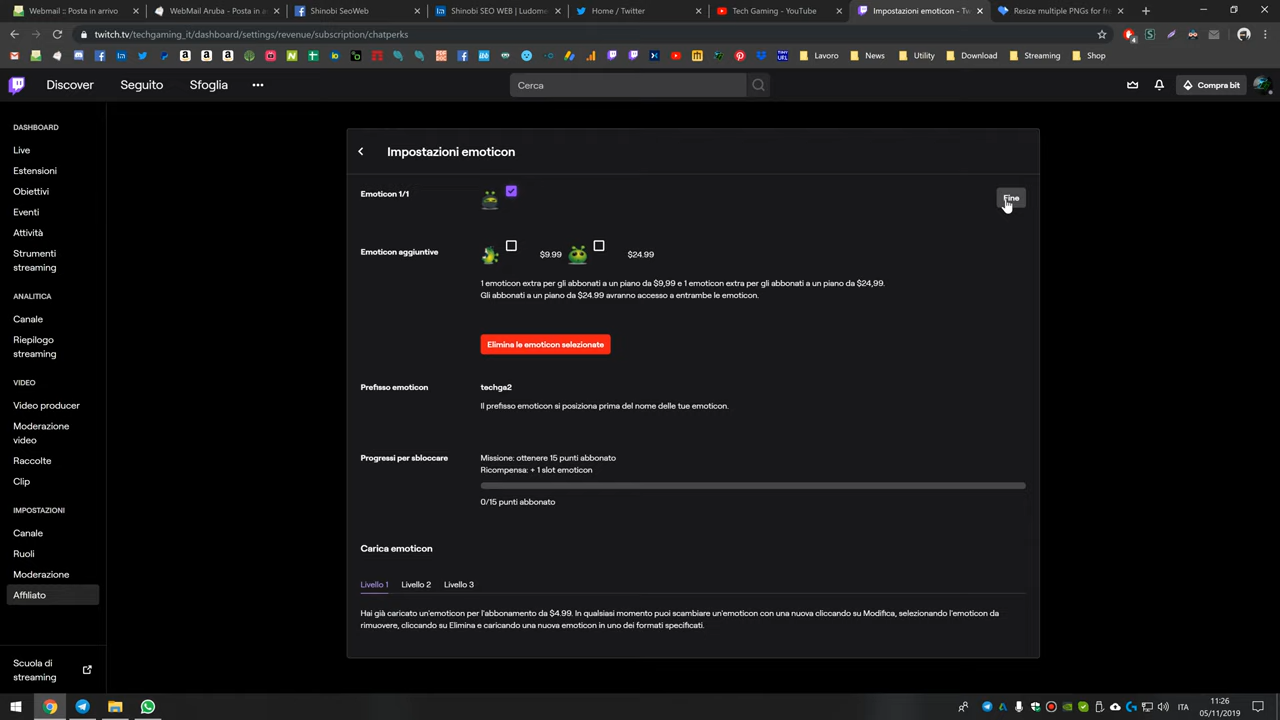 Webmail :: Posta in arrivo
WebMail Aruba - Posta in arrivo
Shinobi SeoWeb
Shinobi SEO WEB | Ludom
Home / Twitter
Tech Gaming - YouTube
Impostazioni emoticon - Tw
Resize multiple PNGs for fre
twitch.tv/techgaming_it/dashboard/settings/revenue/subscription/chatperks
Lavoro
News
Utility
Download
Streaming
Shop
Discover
Seguito
Sfoglia
Cerca
Compra bit
DASHBOARD
Live
Estensioni
Obiettivi
Eventi
Attività
Strumenti
streaming
ANALITICA
Canale
Riepilogo
streaming
VIDEO
Video producer
Moderazione
video
Raccolte
Clip
IMPOSTAZIONI
Canale
Ruoli
Moderazione
Affiliato
Scuola di
streaming
Impostazioni emoticon
Emoticon 1/1
Fine
Emoticon aggiuntive
$9.99
$24.99
1 emoticon extra per gli abbonati a un piano da $9,99 e 1 emoticon extra per gli abbonati a un piano da $24,99.
Gli abbonati a un piano da $24.99 avranno accesso a entrambe le emoticon.
Elimina le emoticon selezionate
Prefisso emoticon
techga2
Il prefisso emoticon si posiziona prima del nome delle tue emoticon.
Progressi per sbloccare
Missione: ottenere 15 punti abbonato
Ricompensa: + 1 slot emoticon
0/15 punti abbonato
Carica emoticon
Livello 1
Livello 2
Livello 3
Hai già caricato un'emoticon per l'abbonamento da $4.99. In qualsiasi momento puoi scambiare un'emoticon con una nuova cliccando su Modifica, selezionando l'emoticon da
rimuovere, cliccando su Elimina e caricando una nuova emoticon in uno dei formati specificati.
ITA
11:26
05/11/2019